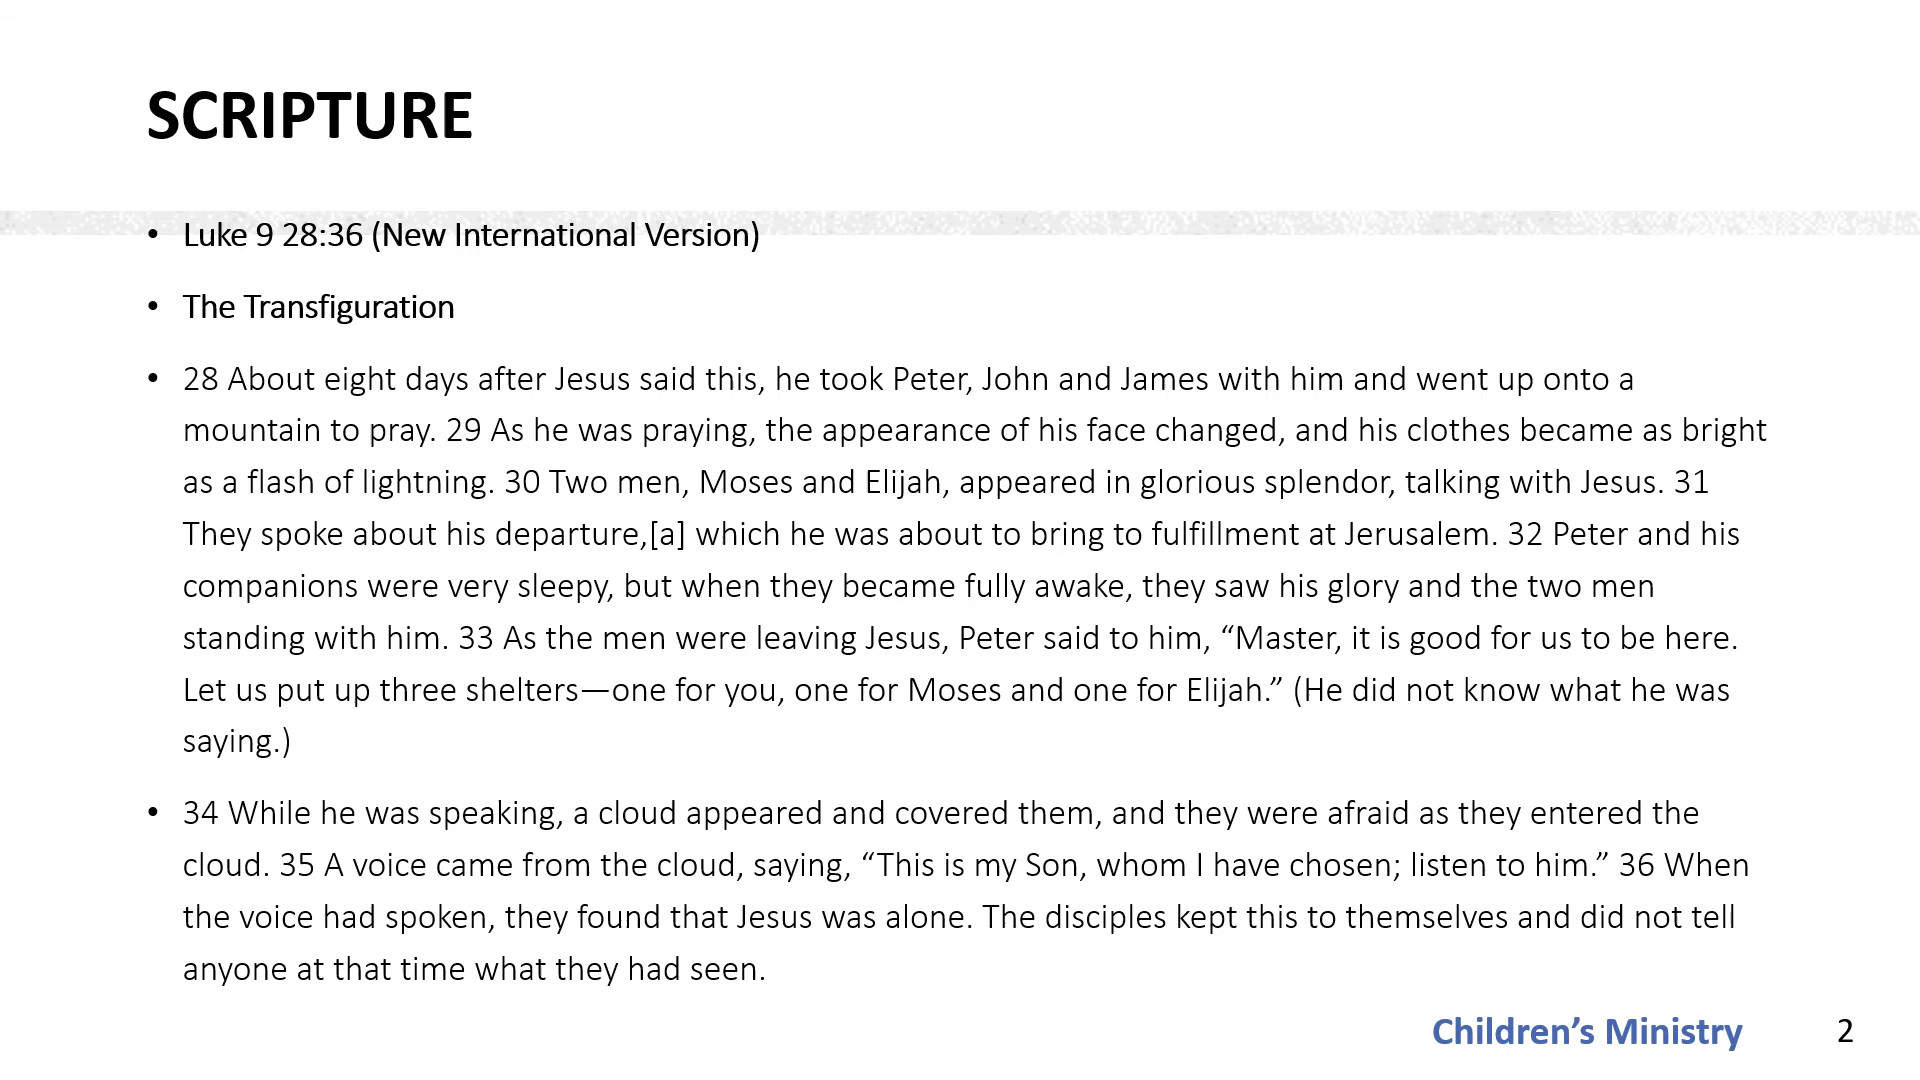 SCRIPTURE
• Luke 9 28:36 (New International Version)
• The Transfiguration
• 28 About eight days after Jesus said this, he took Peter, John and James with him and went up onto a
mountain to pray. 29 As he was praying, the appearance of his face changed, and his clothes became as bright
as a flash of lightning. 30 Two men, Moses and Elijah, appeared in glorious splendor, talking with Jesus. 31
They spoke about his departure,[a] which he was about to bring to fulfillment at Jerusalem. 32 Peter and his
companions were very sleepy, but when they became fully awake, they saw his glory and the two men
standing with him. 33 As the men were leaving Jesus, Peter said to him, “Master, it is good for us to be here.
Let us put up three shelters—one for you, one for Moses and one for Elijah.” (He did not know what he was
saying.)
• 34 While he was speaking, a cloud appeared and covered them, and they were afraid as they entered the
cloud. 35 A voice came from the cloud, saying, “This is my Son, whom I have chosen; listen to him.” 36 When
the voice had spoken, they found that Jesus was alone. The disciples kept this to themselves and did not tell
anyone at that time what they had seen.
Children’s Ministry
2